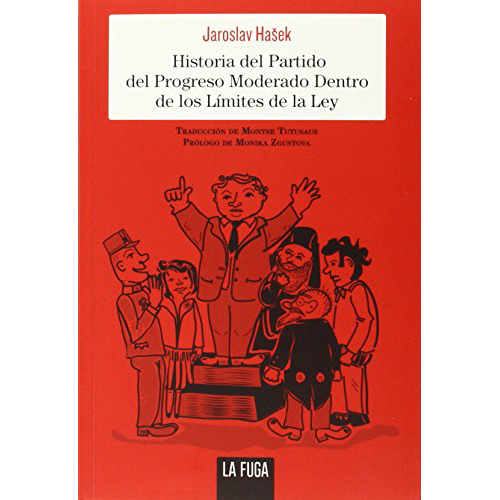 Jaroslav Hašek
Historia del Partido
del Progreso Moderado Dentro
de los Límites de la Ley
Traducción de Montse Tutusaus
Prólogo de Monika Zgustova
LA FUGA